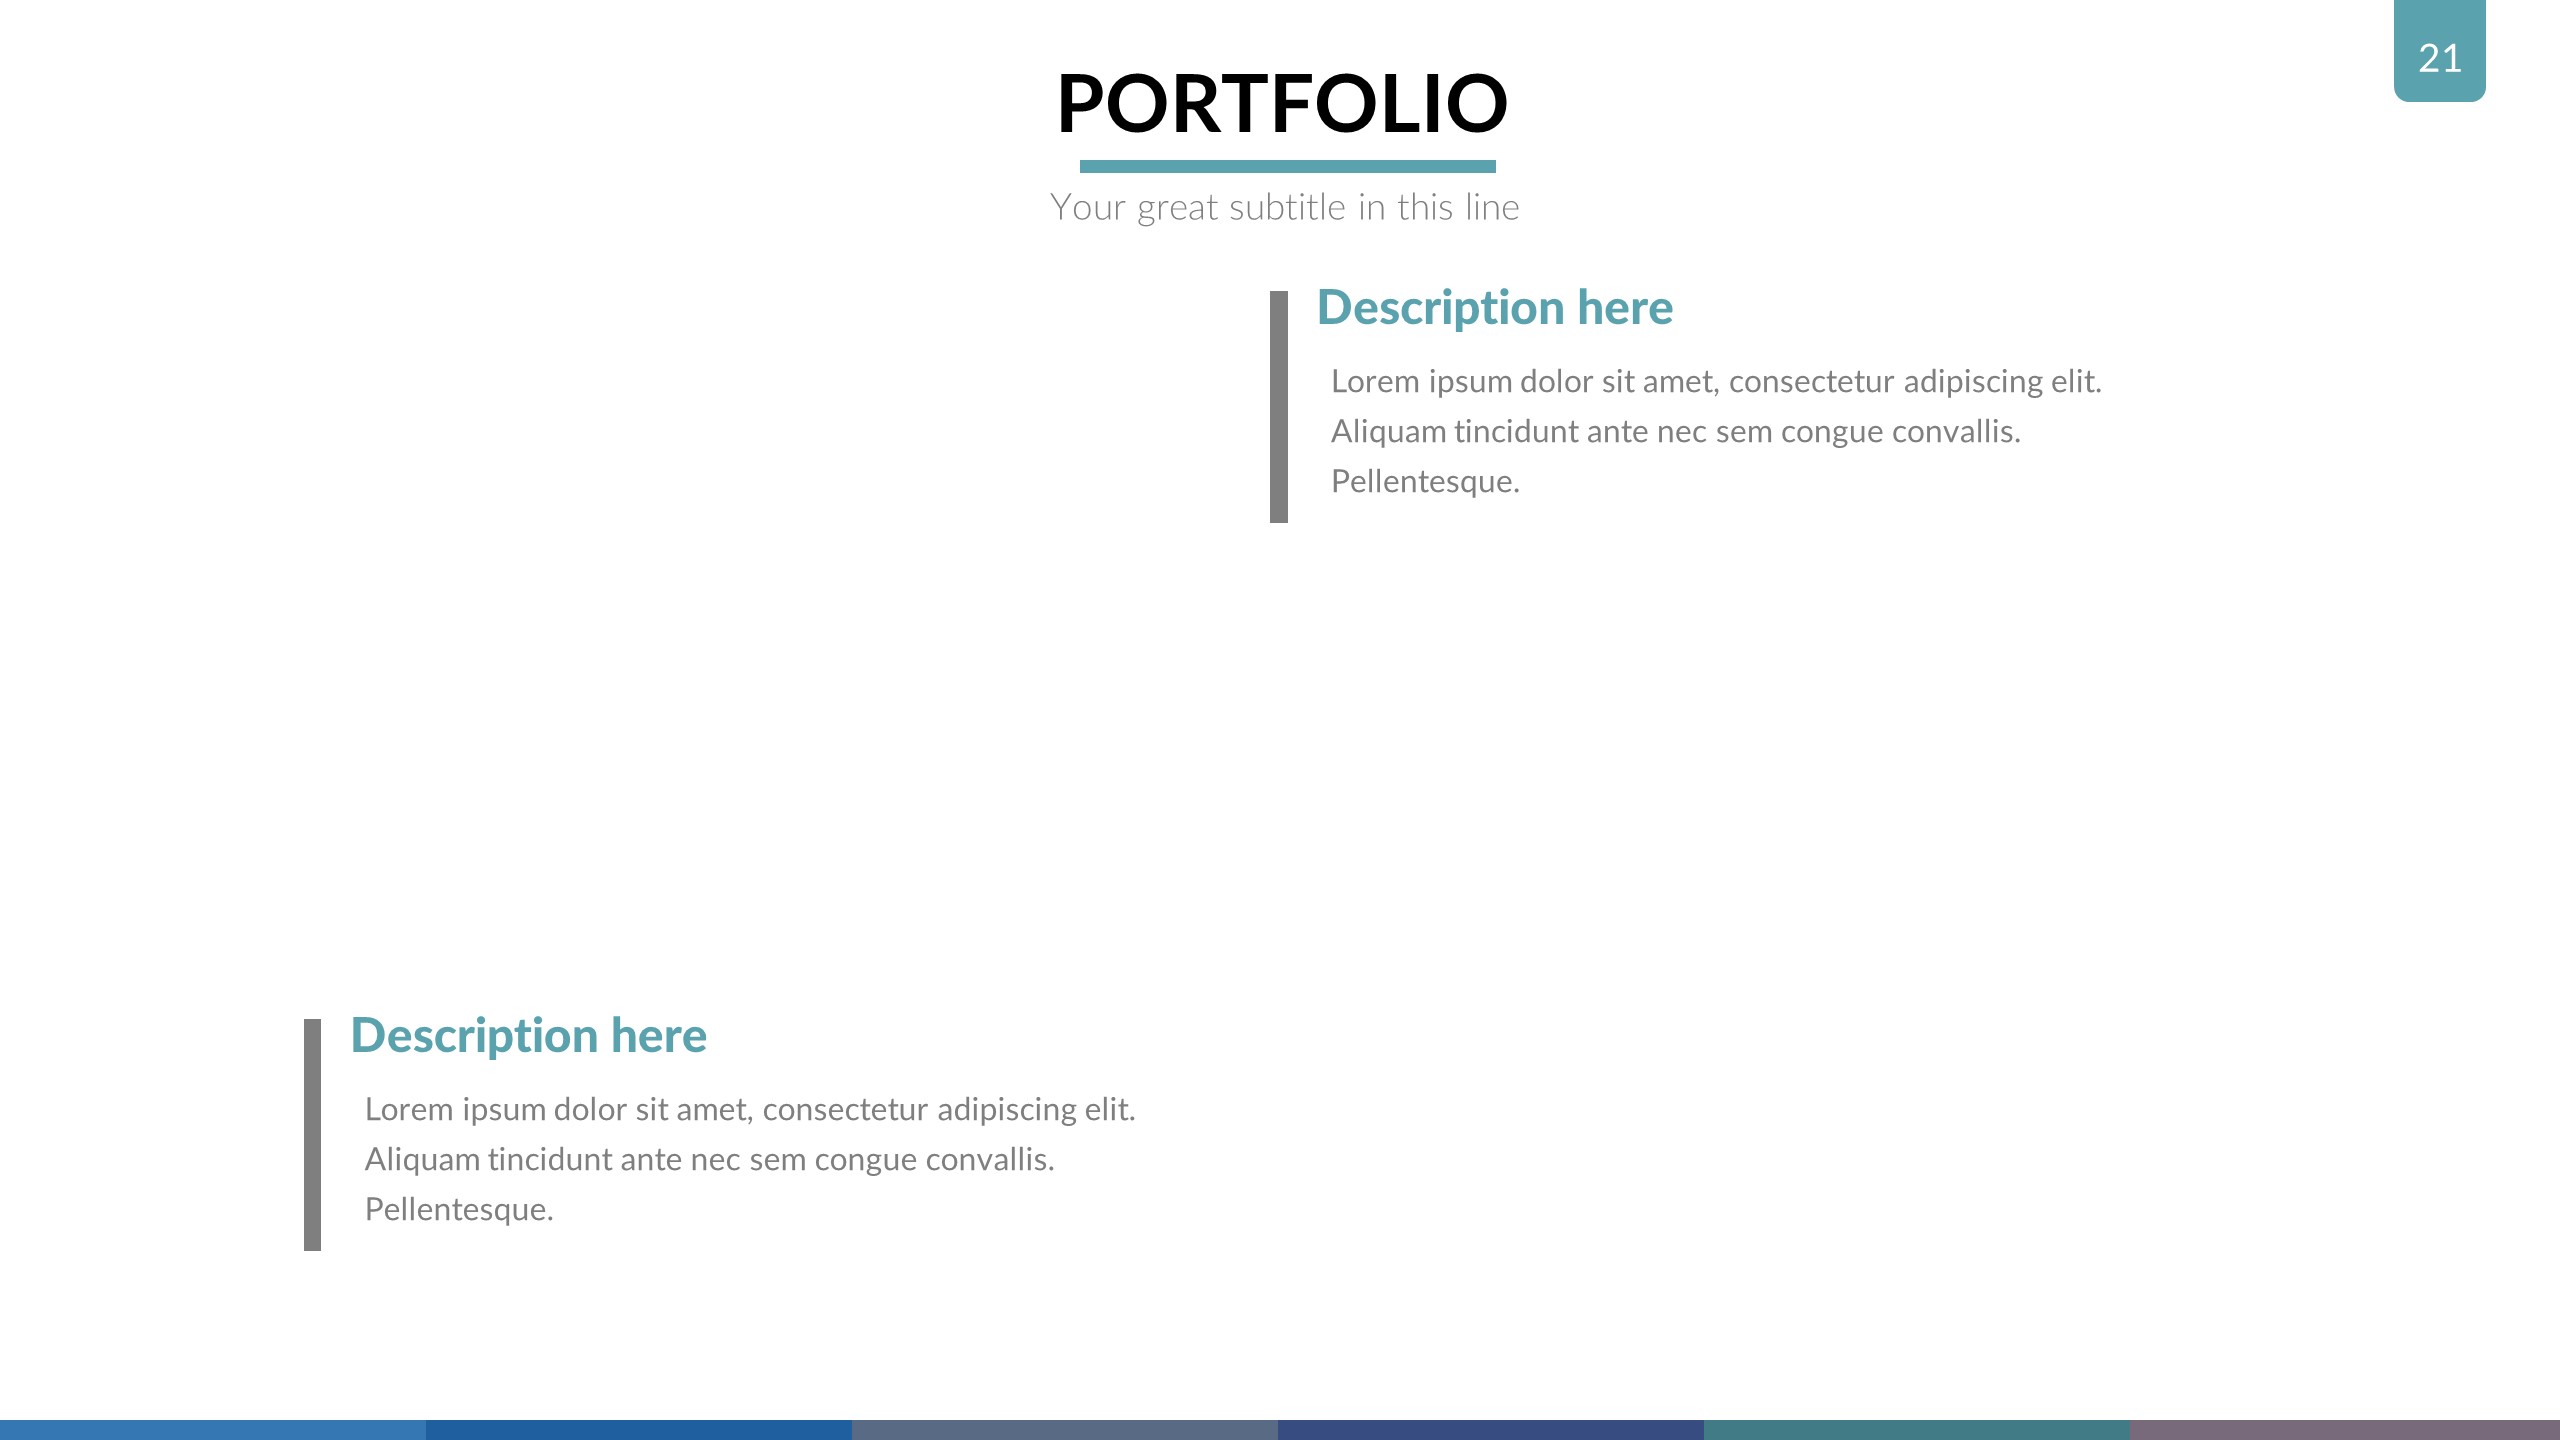 21
PORTFOLIO
Your great subtitle in this line
Description here
Lorem ipsum dolor sit amet, consectetur adipiscing elit.
Aliquam tincidunt ante nec sem congue convallis.
Pellentesque.
Description here
Lorem ipsum dolor sit amet, consectetur adipiscing elit.
Aliquam tincidunt ante nec sem congue convallis.
Pellentesque.